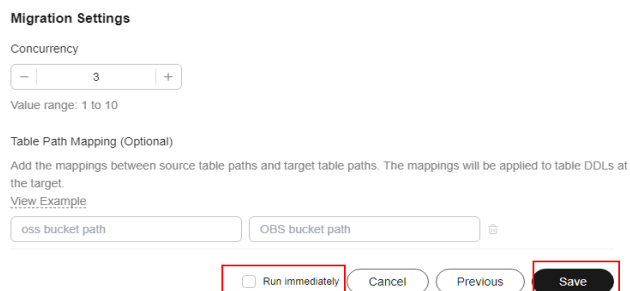 Migration Settings
Concurrency
− 3 +
Value range: 1 to 10
Table Path Mapping (Optional)
Add the mappings between source table paths and target table paths. The mappings will be applied to table DDLs at
the target.
View Example
oss bucket path OBS bucket path
Run immediately Cancel Previous Save